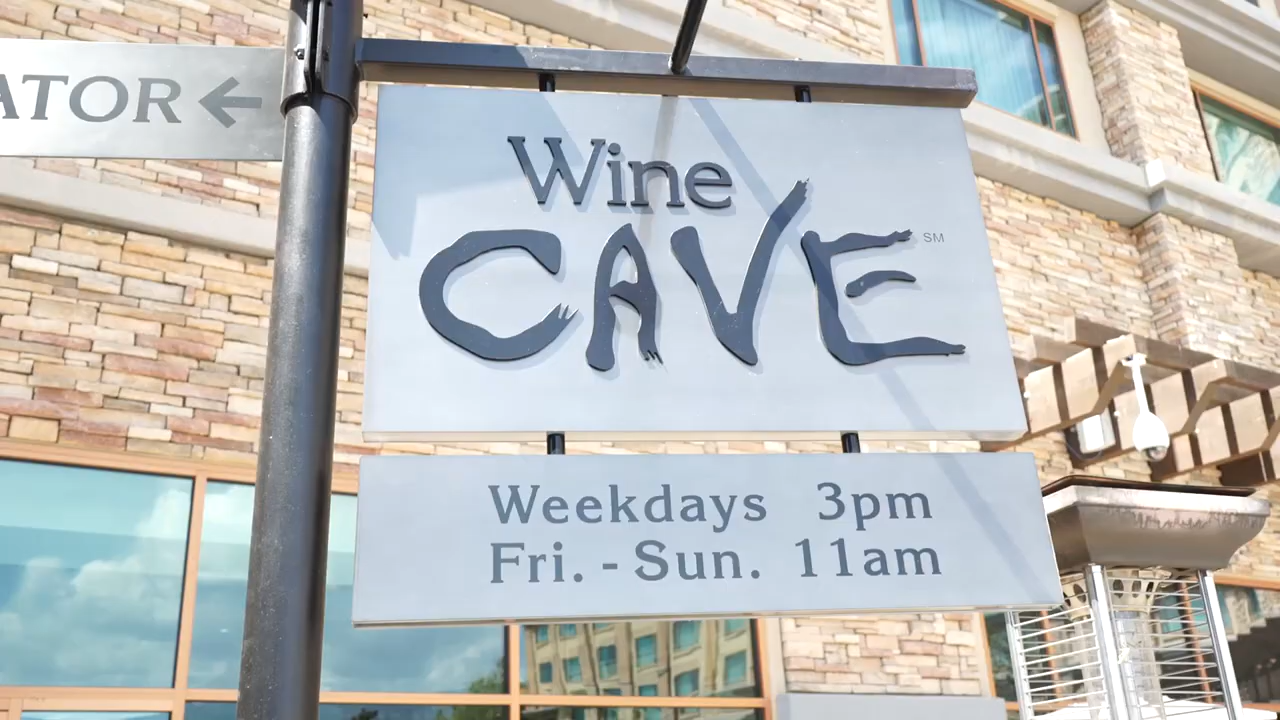 ATOR ←
Wine
CAVE SM
Weekdays 3pm
Fri. - Sun. 11am